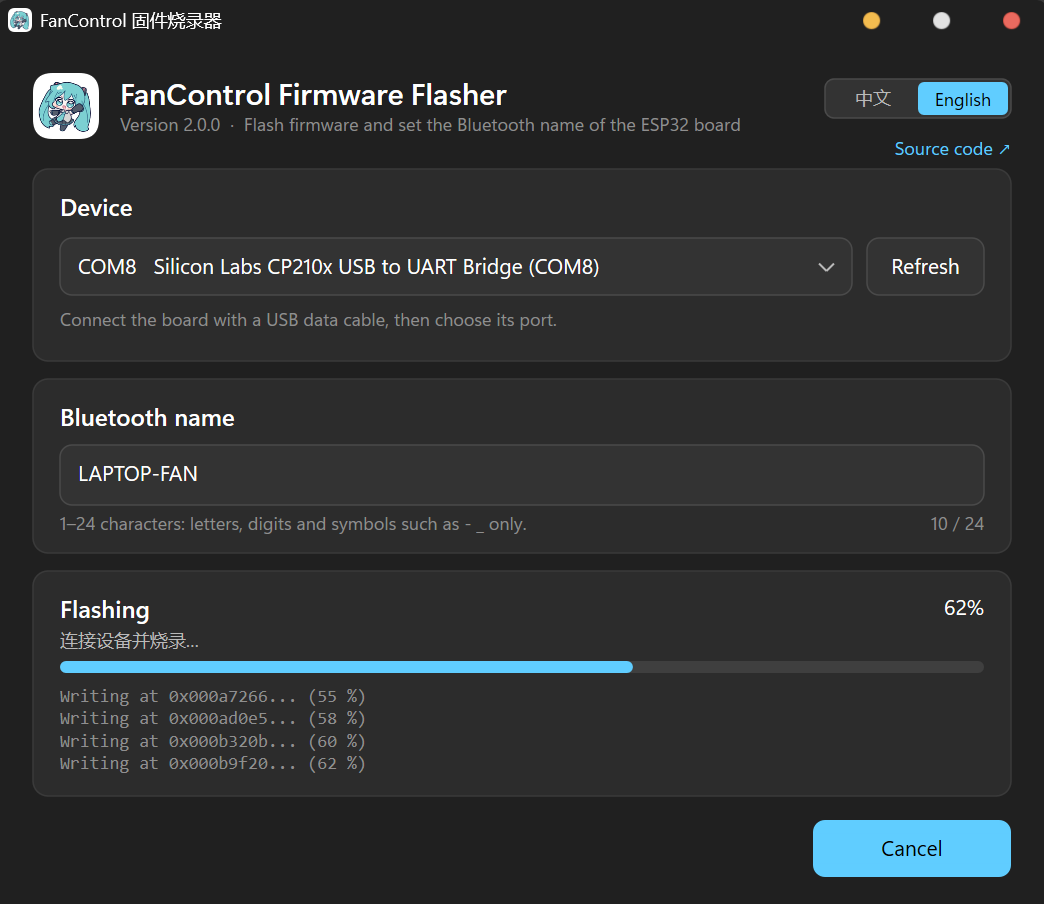 FanControl 固件烧录器
FanControl Firmware Flasher
Version 2.0.0 · Flash firmware and set the Bluetooth name of the ESP32 board
中文
English
Source code ↗
Device
COM8 Silicon Labs CP210x USB to UART Bridge (COM8)
Refresh
Connect the board with a USB data cable, then choose its port.
Bluetooth name
LAPTOP-FAN
1–24 characters: letters, digits and symbols such as - _ only.
10 / 24
Flashing
62%
连接设备并烧录...
Writing at 0x000a7266... (55 %)
Writing at 0x000ad0e5... (58 %)
Writing at 0x000b320b... (60 %)
Writing at 0x000b9f20... (62 %)
Cancel